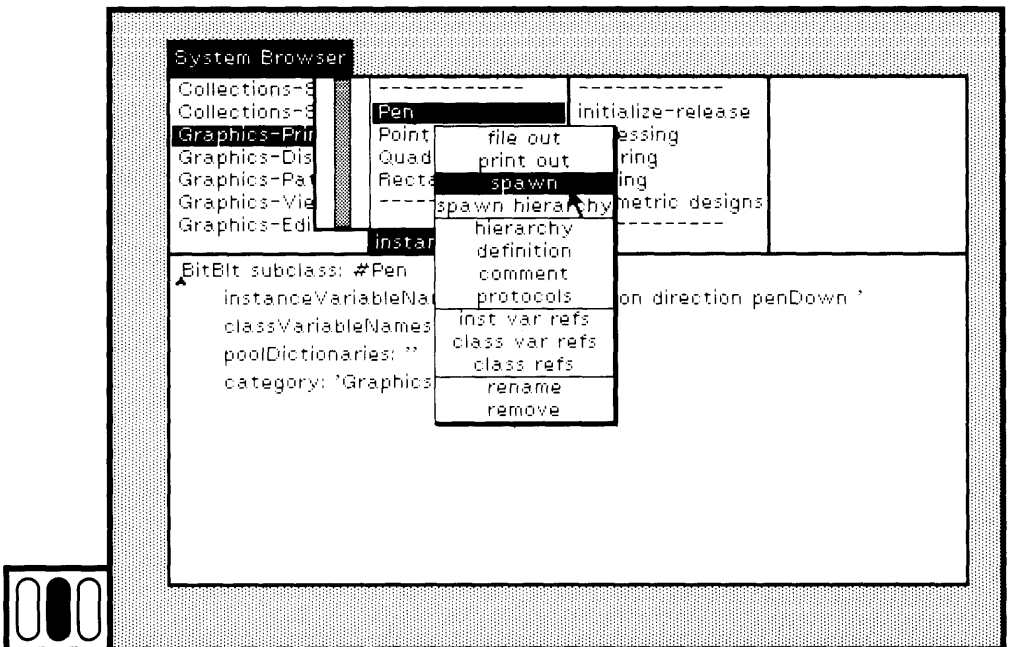 System Browser
Collections-S
Collections-S
Graphics-Pri
Graphics-Dis
Graphics-Pat
Graphics-Vie
Graphics-Edi
------------
Pen
Point
Quad
Recta
----
instan
------------
initialize-release
essing
ring
ing
metric designs
--------
file out
print out
spawn
spawn hierarchy
hierarchy
definition
comment
protocols
inst var refs
class var refs
class refs
rename
remove
BitBlt subclass: #Pen
instanceVariableNa on direction penDown '
classVariableNames
poolDictionaries: ''
category: 'Graphics